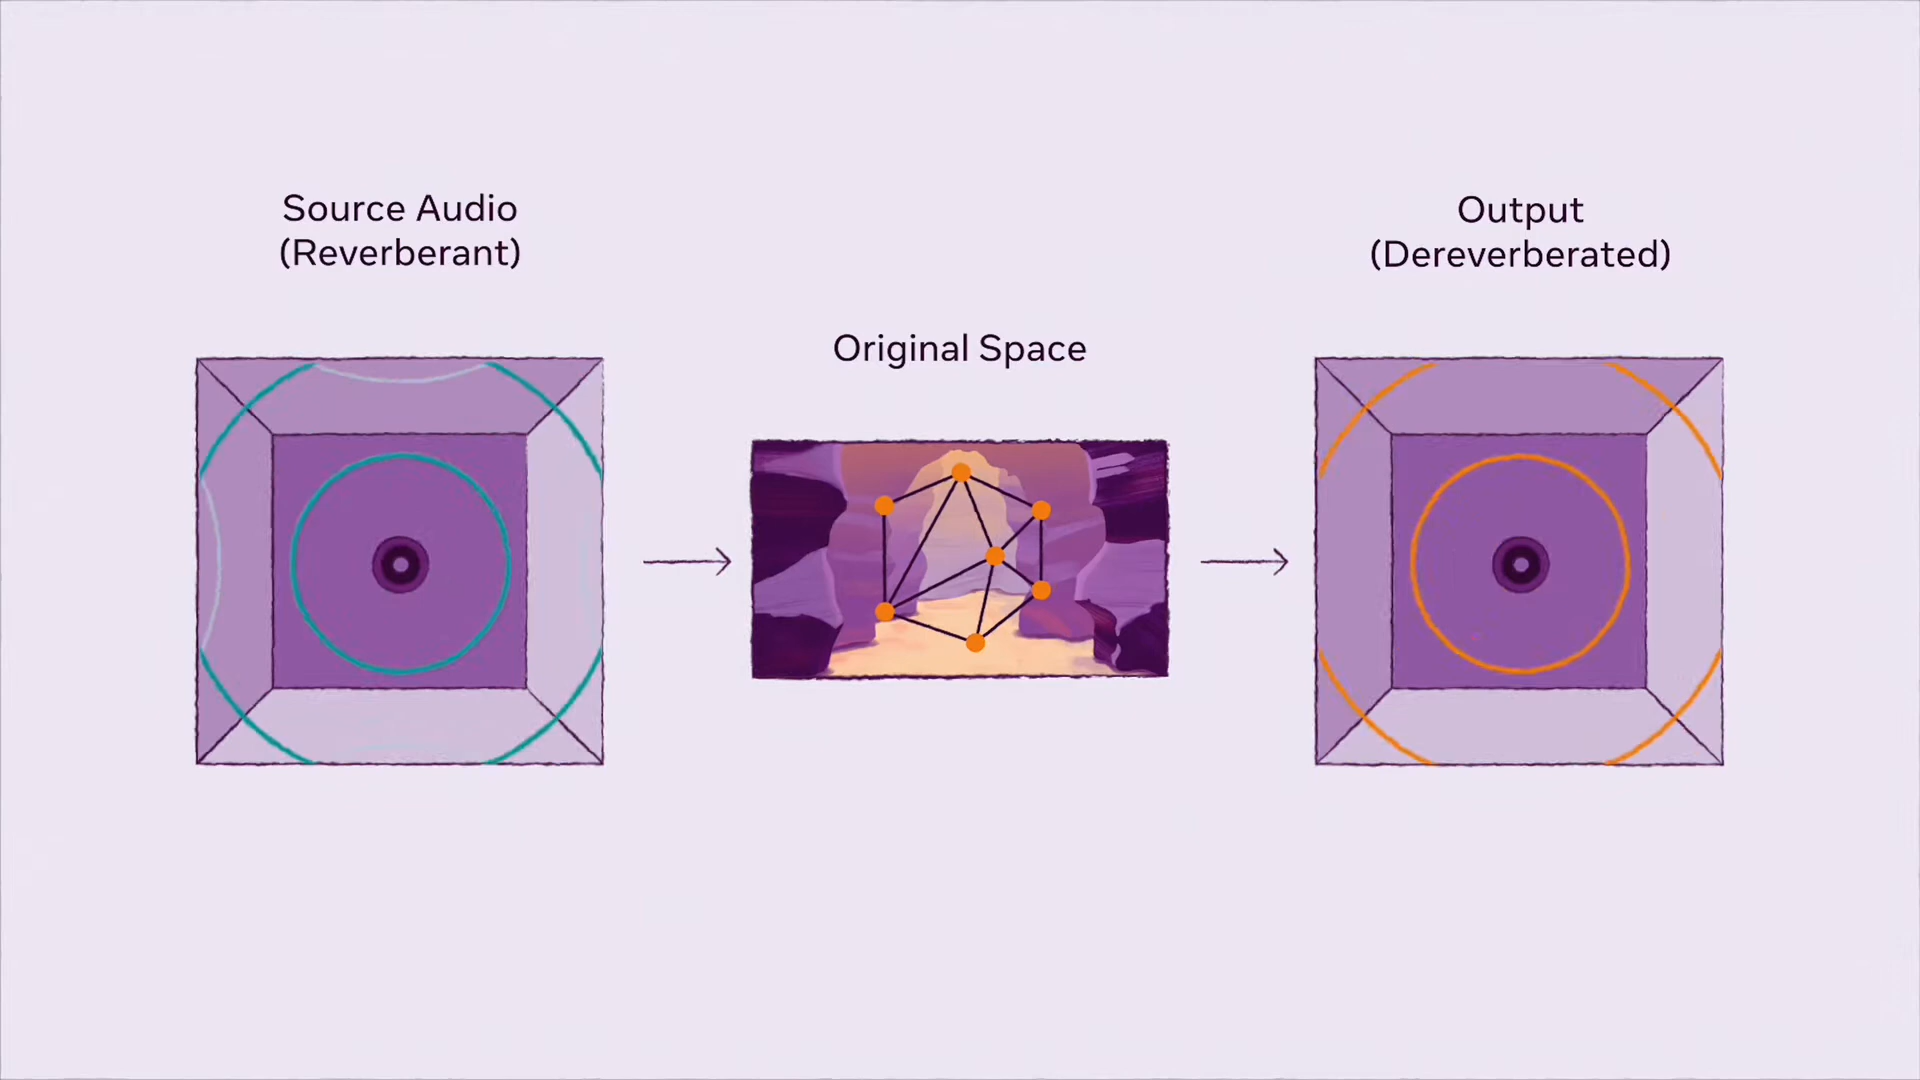 Source Audio
(Reverberant)
Original Space
Output
(Dereverberated)